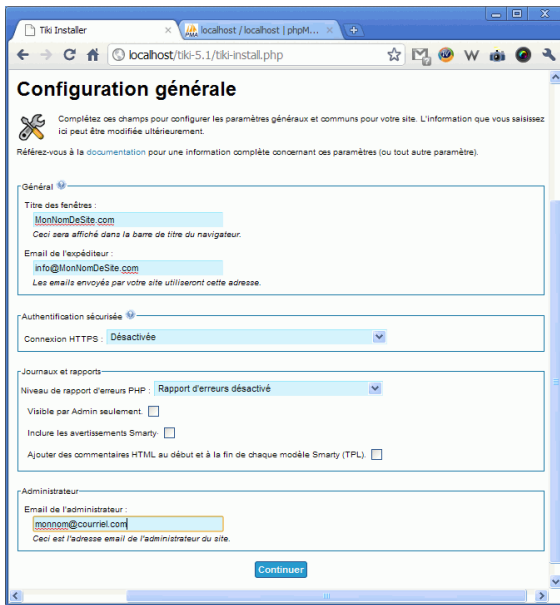 Tiki Installer
localhost / localhost | phpM...
localhost/tiki-5.1/tiki-install.php
Configuration générale
Complétez ces champs pour configurer les paramètres généraux et communs pour votre site. L'information que vous saisissez
ici peut être modifiée ultérieurement.
Référez-vous à la documentation pour une information complète concernant ces paramètres (ou tout autre paramètre).
Général
Titre des fenêtres :
MonNomDeSite.com
Ceci sera affiché dans la barre de titre du navigateur.
Email de l'expéditeur :
info@MonNomDeSite.com
Les emails envoyés par votre site utiliseront cette adresse.
Authentification sécurisée
Connexion HTTPS : Désactivée
Journaux et rapports
Niveau de rapport d'erreurs PHP : Rapport d'erreurs désactivé
Visible par Admin seulement.
Inclure les avertissements Smarty
Ajouter des commentaires HTML au début et à la fin de chaque modèle Smarty (TPL).
Administrateur
Email de l'administrateur :
monnom@courriel.com
Ceci est l'adresse email de l'administrateur du site.
Continuer